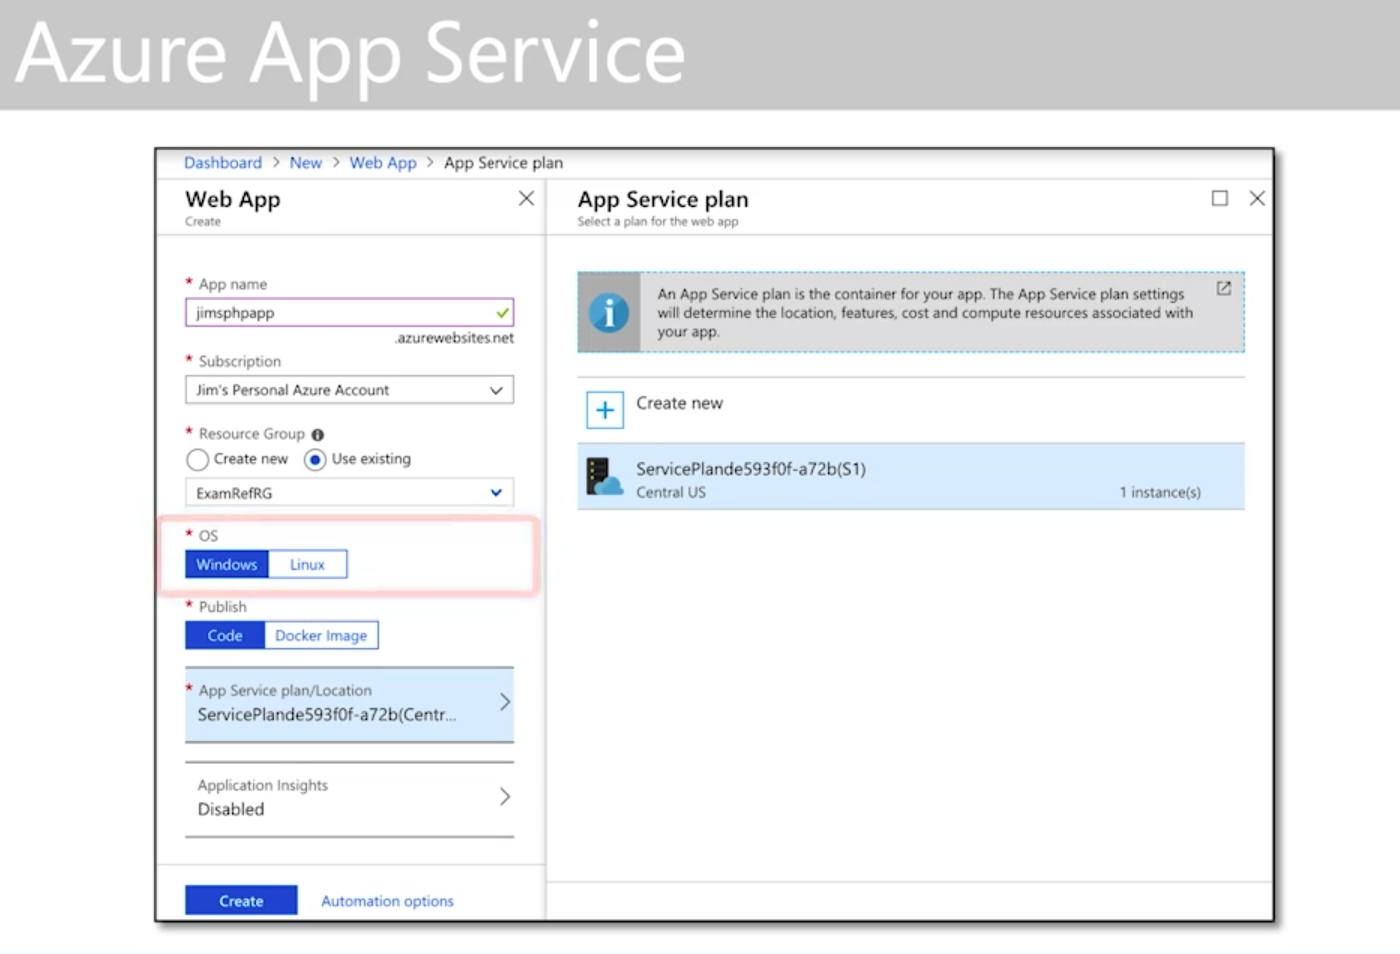 Azure App Service
Dashboard > New > Web App > App Service plan
Web App
Create
* App name
jimsphpapp
.azurewebsites.net
* Subscription
Jim's Personal Azure Account
* Resource Group
Create new Use existing
ExamRefRG
* OS
Windows Linux
* Publish
Code Docker Image
* App Service plan/Location
ServicePlande593f0f-a72b(Centr...
Application Insights
Disabled
Create Automation options
App Service plan
Select a plan for the web app
An App Service plan is the container for your app. The App Service plan settings
will determine the location, features, cost and compute resources associated with
your app.
Create new
ServicePlande593f0f-a72b(S1)
Central US 1 instance(s)